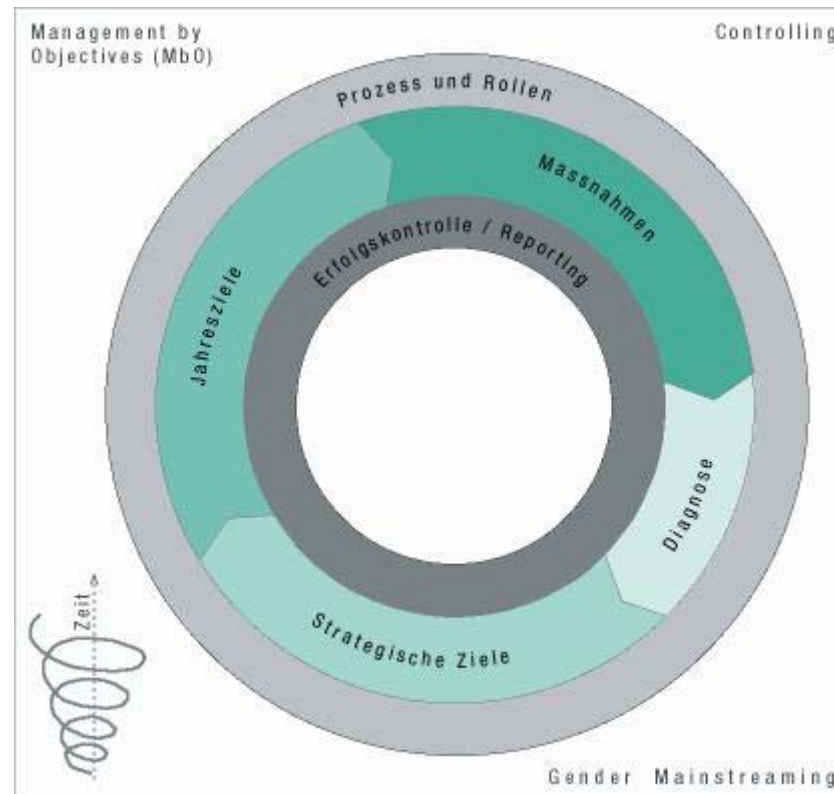 Management by
Objectives (MbO)
Controlling
Prozess und Rollen
Massnahmen
Erfolgskontrolle / Reporting
Jahresziele
Diagnose
Strategische Ziele
Zeit
Gender Mainstreaming